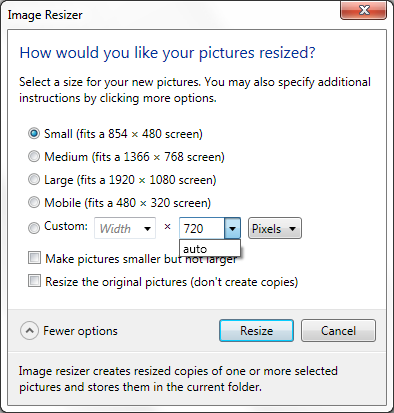 Image Resizer
How would you like your pictures resized?
Select a size for your new pictures. You may also specify additional
instructions by clicking more options.
Small (fits a 854 × 480 screen)
Medium (fits a 1366 × 768 screen)
Large (fits a 1920 × 1080 screen)
Mobile (fits a 480 × 320 screen)
Custom: Width × 720 Pixels
auto
Make pictures smaller but not larger
Resize the original pictures (don't create copies)
Fewer options Resize Cancel
Image resizer creates resized copies of one or more selected
pictures and stores them in the current folder.